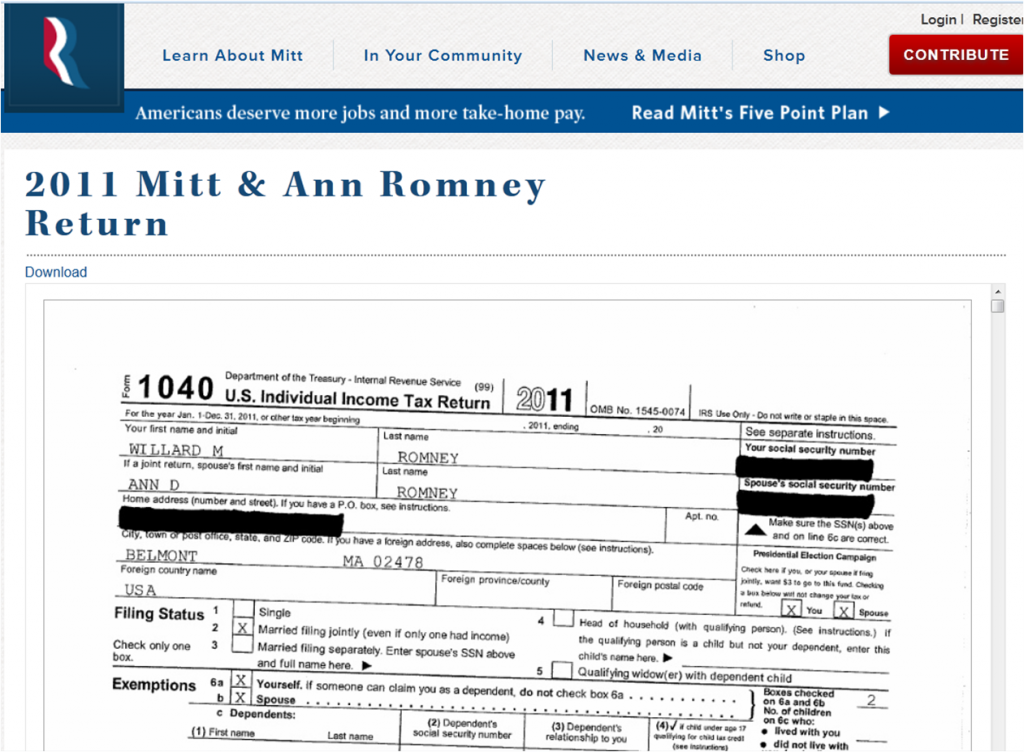 Login | Register
Learn About Mitt In Your Community News & Media Shop CONTRIBUTE
Americans deserve more jobs and more take-home pay. Read Mitt's Five Point Plan ▶
2011 Mitt & Ann Romney
Return
Download
Form 1040 Department of the Treasury - Internal Revenue Service (99)
U.S. Individual Income Tax Return 2011 OMB No. 1545-0074 IRS Use Only - Do not write or staple in this space.
For the year Jan. 1-Dec. 31, 2011, or other tax year beginning , 2011, ending , 20 See separate instructions.
Your first name and initial Last name Your social security number
WILLARD M ROMNEY
If a joint return, spouse's first name and initial Last name Spouse's social security number
ANN D ROMNEY
Home address (number and street). If you have a P.O. box, see instructions. Apt. no. Make sure the SSN(s) above
and on line 6c are correct.
City, town or post office, state, and ZIP code. If you have a foreign address, also complete spaces below (see instructions). Presidential Election Campaign
BELMONT MA 02478
Foreign country name Foreign province/county Foreign postal code
USA
Check here if you, or your spouse if filing
jointly, want $3 to go to this fund. Checking
a box below will not change your tax or
refund. X You X Spouse
Filing Status 1 Single
2 X Married filing jointly (even if only one had income)
Check only one box. 3 Married filing separately. Enter spouse's SSN above
and full name here. ▶
4 Head of household (with qualifying person). (See instructions.) If
the qualifying person is a child but not your dependent, enter this
child's name here. ▶
5 Qualifying widow(er) with dependent child
Exemptions 6a X Yourself. If someone can claim you as a dependent, do not check box 6a
b X Spouse
Boxes checked
on 6a and 6b 2
No. of children
on 6c who:
● lived with you
● did not live with
c Dependents:
(1) First name Last name
(2) Dependent's
social security number
(3) Dependent's
relationship to you
(4) ✓ if child under age 17
qualifying for child tax credit
(see instructions)